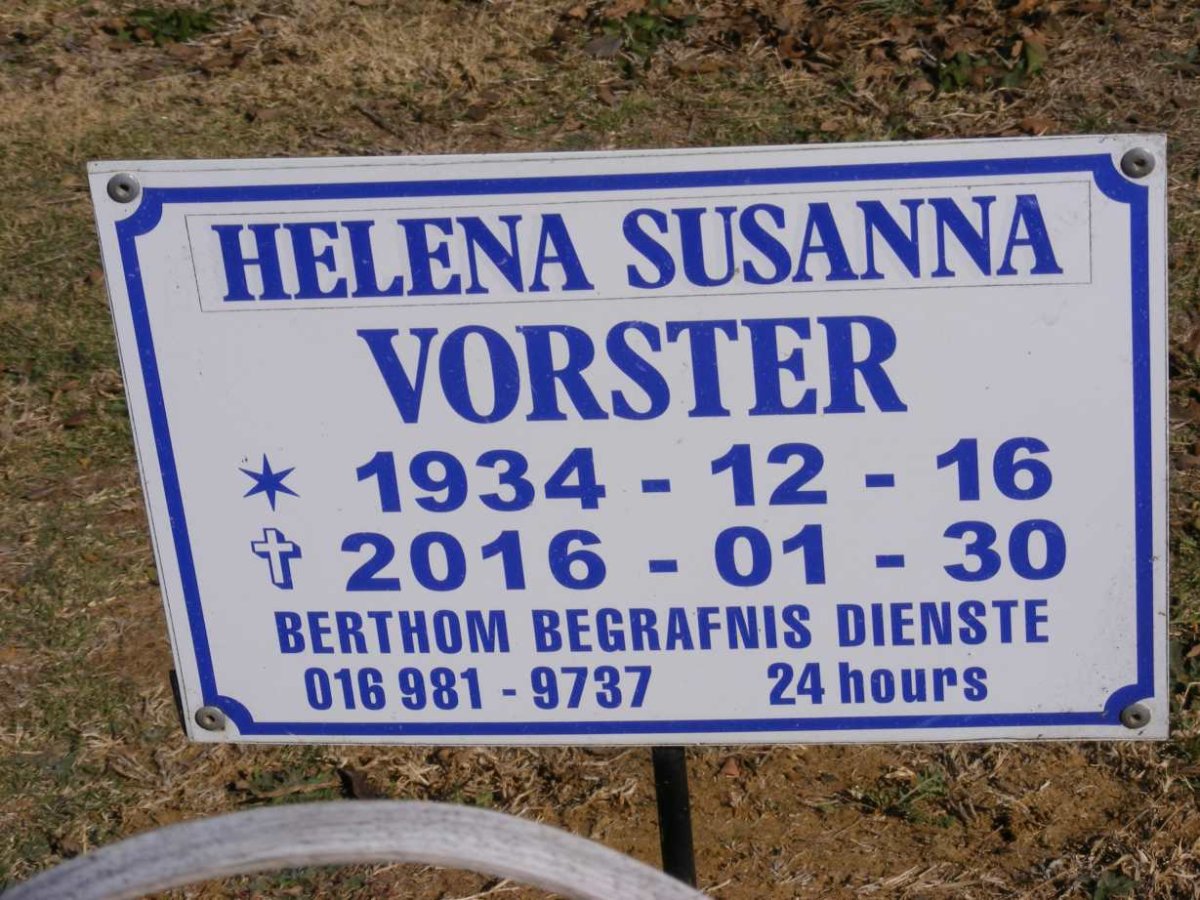 HELENA SUSANNA
VORSTER
1934 - 12 - 16
2016 - 01 - 30
BERTHOM BEGRAFNIS DIENSTE
016 981 - 9737 24 hours